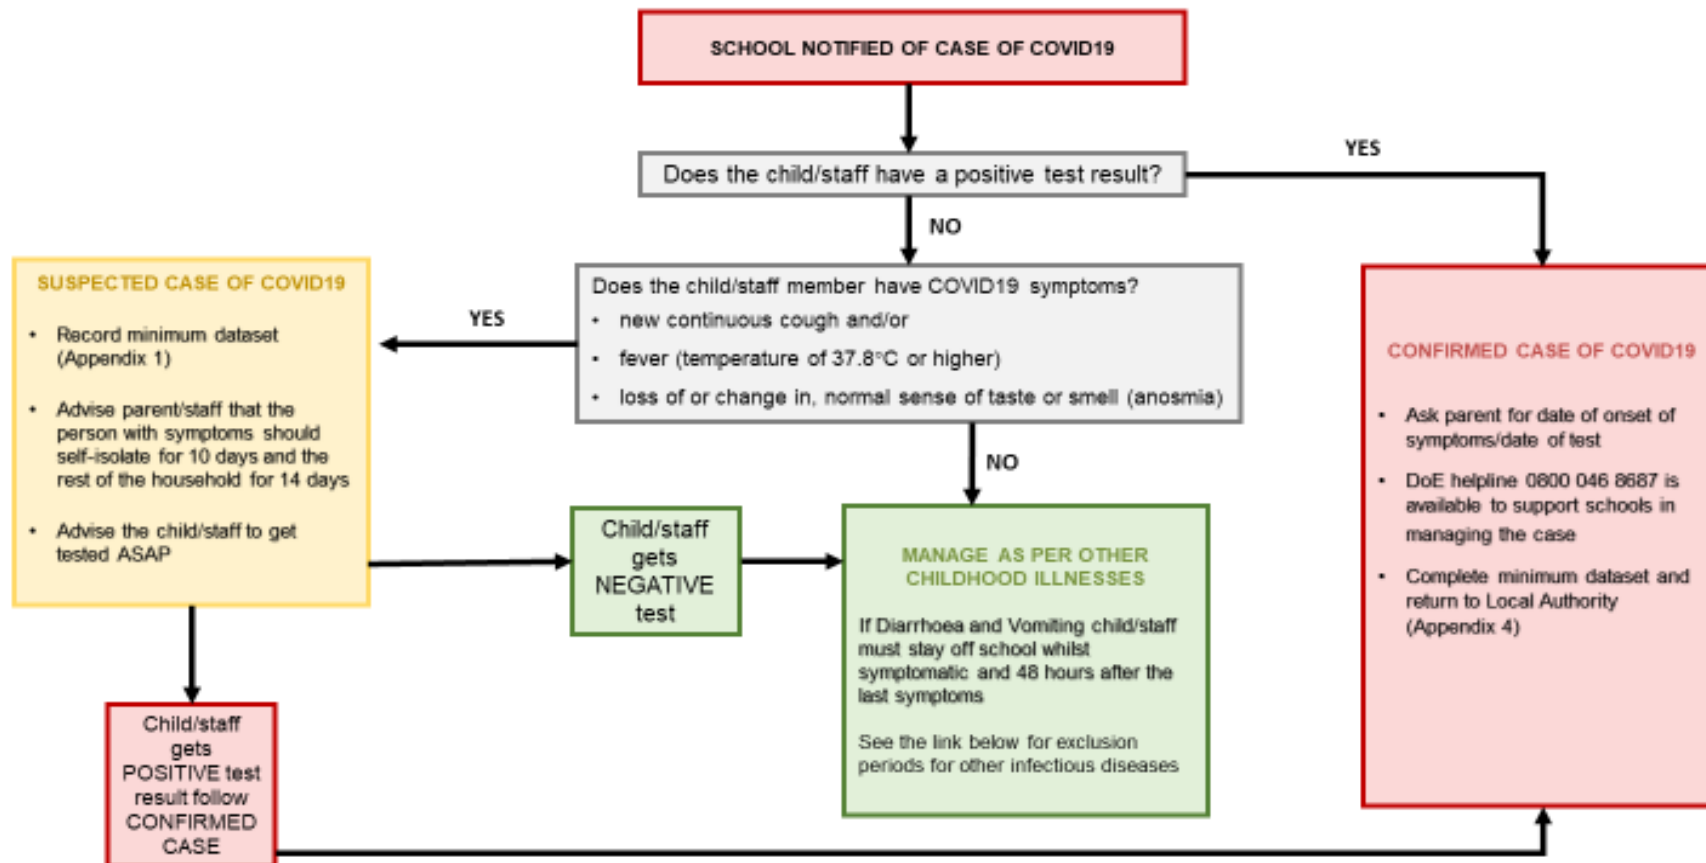 SCHOOL NOTIFIED OF CASE OF COVID19
Does the child/staff have a positive test result?
YES
NO
SUSPECTED CASE OF COVID19
• Record minimum dataset
(Appendix 1)
• Advise parent/staff that the
person with symptoms should
self-isolate for 10 days and the
rest of the household for 14 days
• Advise the child/staff to get
tested ASAP
YES
Does the child/staff member have COVID19 symptoms?
• new continuous cough and/or
• fever (temperature of 37.8°C or higher)
• loss of or change in, normal sense of taste or smell (anosmia)
NO
CONFIRMED CASE OF COVID19
• Ask parent for date of onset of
symptoms/date of test
• DoE helpline 0800 046 8687 is
available to support schools in
managing the case
• Complete minimum dataset and
return to Local Authority
(Appendix 4)
Child/staff
gets
NEGATIVE
test
MANAGE AS PER OTHER
CHILDHOOD ILLNESSES
If Diarrhoea and Vomiting child/staff
must stay off school whilst
symptomatic and 48 hours after the
last symptoms
See the link below for exclusion
periods for other infectious diseases
Child/staff
gets
POSITIVE test
result follow
CONFIRMED
CASE